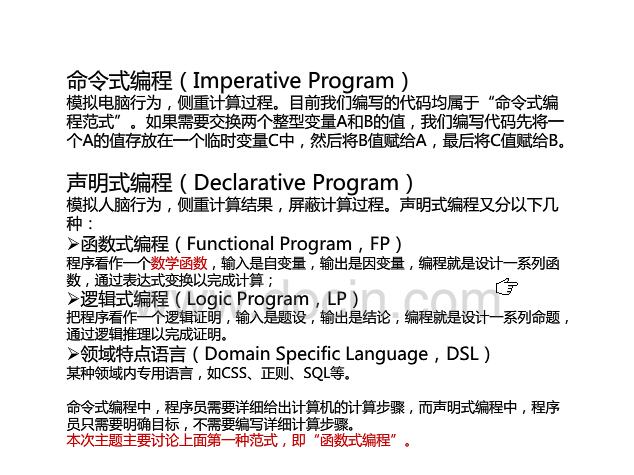 命令式编程（Imperative Program）
模拟电脑行为，侧重计算过程。目前我们编写的代码均属于“命令式编
程范式”。如果需要交换两个整型变量A和B的值，我们编写代码先将一
个A的值存放在一个临时变量C中，然后将B值赋给A，最后将C值赋给B。
声明式编程（Declarative Program）
模拟人脑行为，侧重计算结果，屏蔽计算过程。声明式编程又分以下几
种：
➢函数式编程（Functional Program，FP）
程序看作一个数学函数，输入是自变量，输出是因变量，编程就是设计一系列函
数，通过表达式变换以完成计算；
➢逻辑式编程（Logic Program，LP）
把程序看作一个逻辑证明，输入是题设，输出是结论，编程就是设计一系列命题，
通过逻辑推理以完成证明。
➢领域特点语言（Domain Specific Language，DSL）
某种领域内专用语言，如CSS、正则、SQL等。
命令式编程中，程序员需要详细给出计算机的计算步骤，而声明式编程中，程序
员只需要明确目标，不需要编写详细计算步骤。
本次主题主要讨论上面第一种范式，即“函数式编程”。
www.docin.com